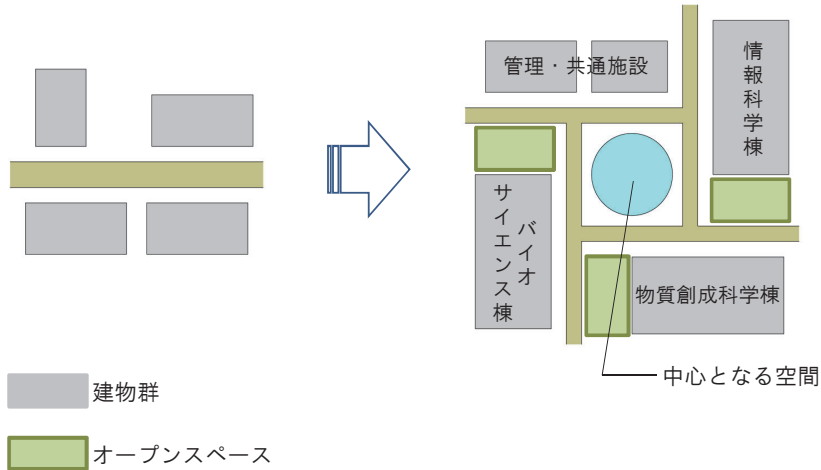 管理・共通施設
情報科学棟
バイオ
サイエンス棟
物質創成科学棟
中心となる空間
建物群
オープンスペース